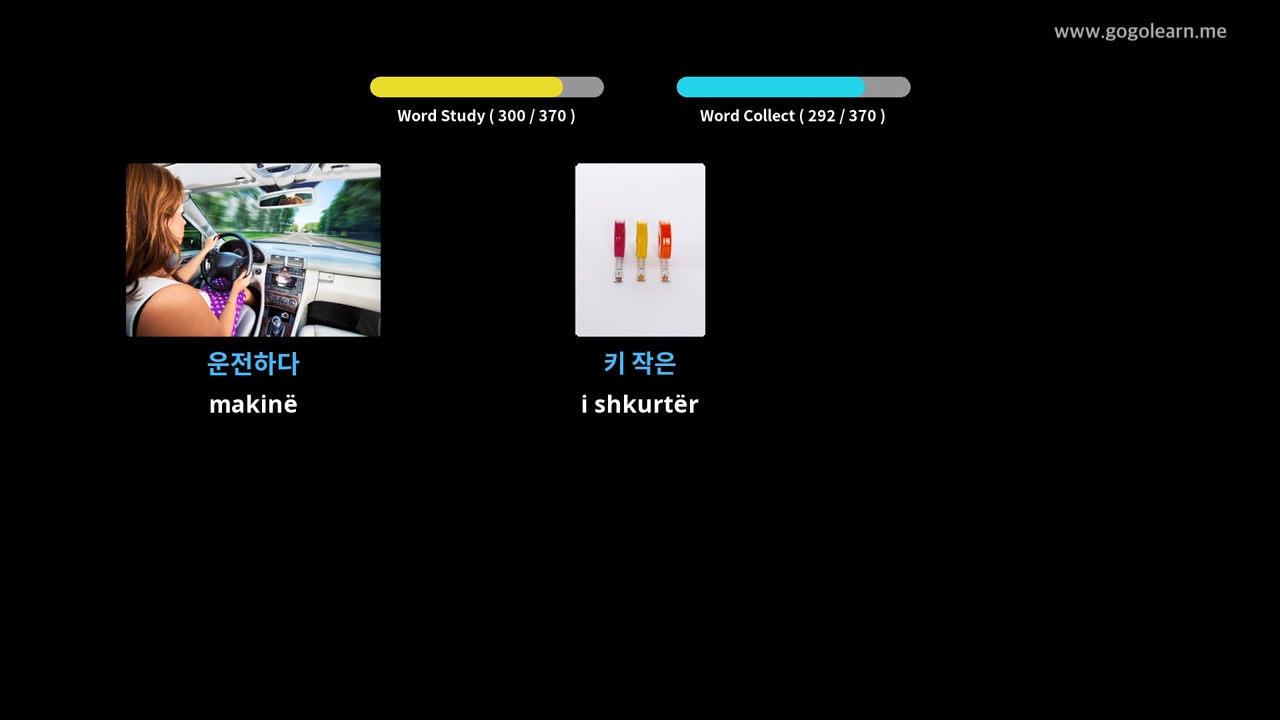 www.gogolearn.me
Word Study ( 300 / 370 )
Word Collect ( 292 / 370 )
운전하다
makinë
키 작은
i shkurtër